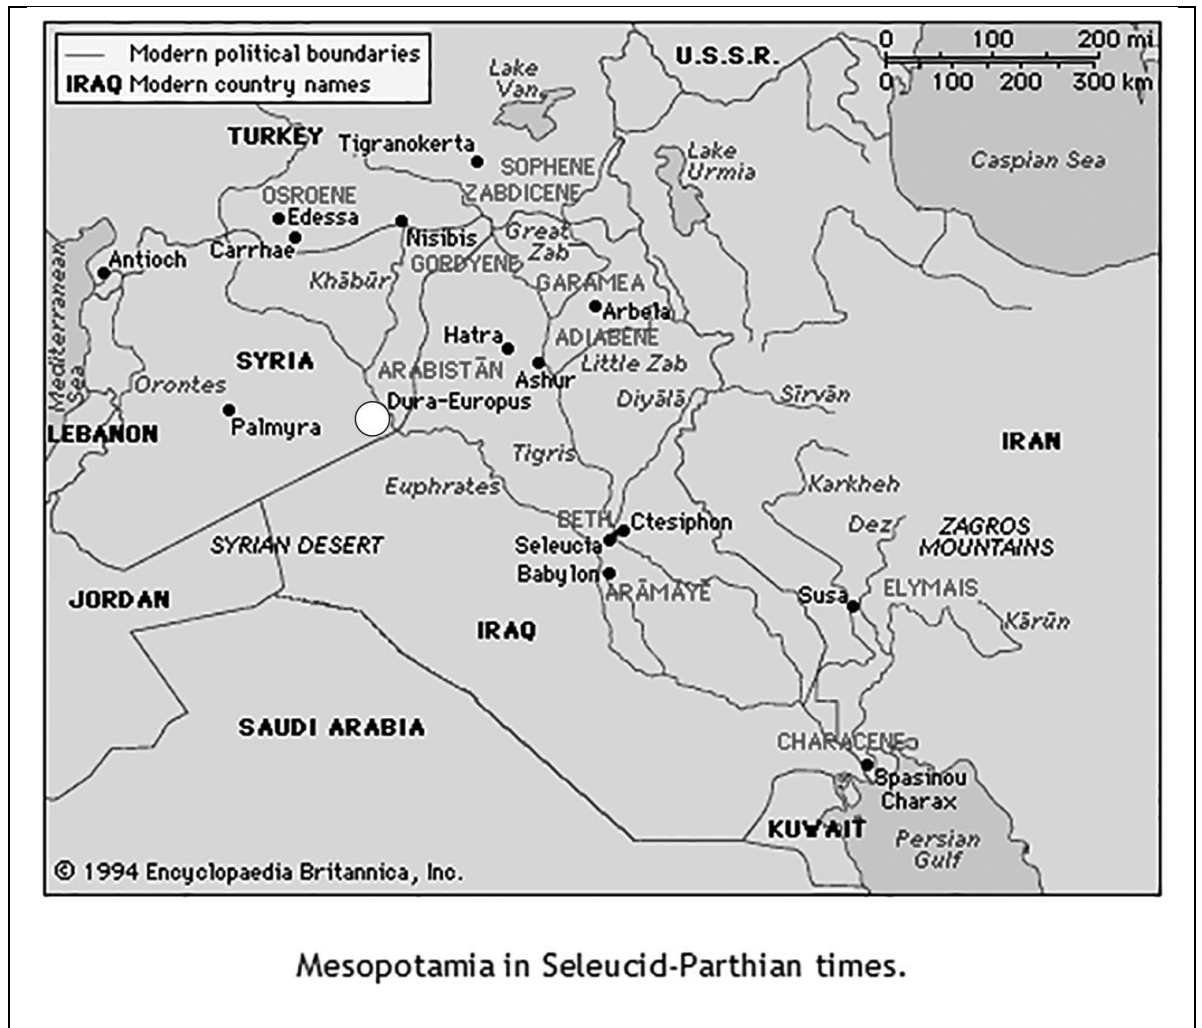 Modern political boundaries
IRAQ Modern country names
U.S.S.R.
0 100 200 mi.
0 100 200 300 km
Lake
Van
TURKEY
Tigranokerta
SOPHENE
ZABDICENE
Lake
Urmia
Caspian Sea
OSROENE
Edessa
Carrhae
Nisibis
Great
Zab
GORDYENE
Antioch
Khābūr
GARAMEA
Arbela
Mediterranean
Sea
Hatra
ADIABENE
SYRIA
ARABISTĀN
Ashur
Little Zab
Orontes
Dura-Europus
Diyālā
Sīrvān
Palmyra
LEBANON
IRAN
Tigris
Euphrates
Karkheh
BETH
Ctesiphon
Dez
ZAGROS
MOUNTAINS
SYRIAN DESERT
Seleucia
Babylon
ARĀMĀYĒ
Susa
ELYMAIS
JORDAN
IRAQ
Kārūn
SAUDI ARABIA
CHARACENE
Spasinou
Charax
KUWAIT
Persian
Gulf
© 1994 Encyclopaedia Britannica, Inc.
Mesopotamia in Seleucid-Parthian times.